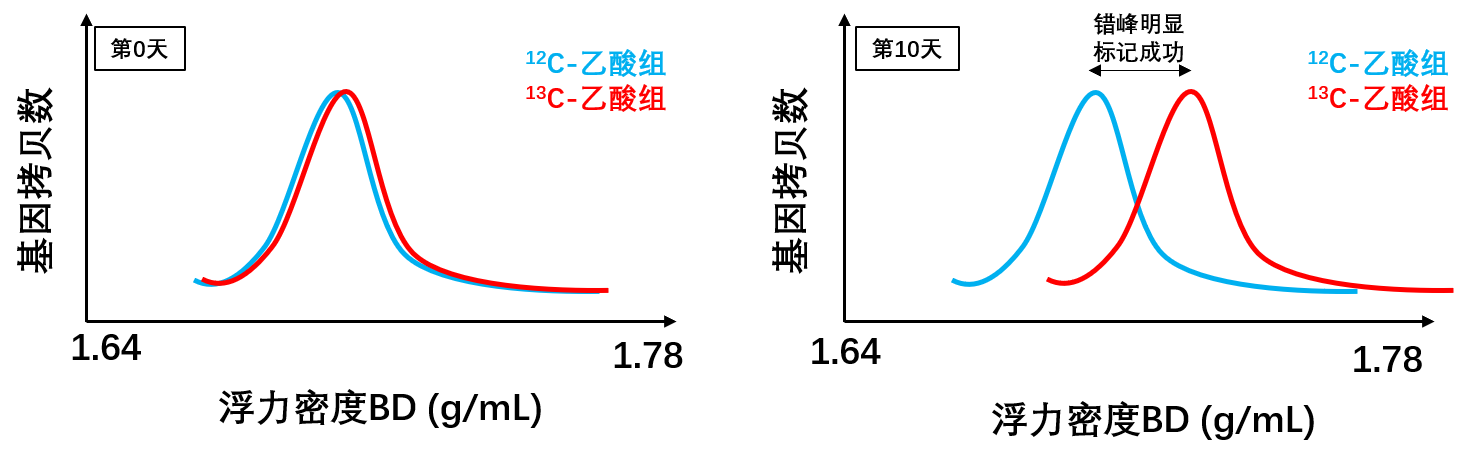 第0天
¹²C-乙酸组
¹³C-乙酸组
基因拷贝数
1.64
1.78
浮力密度BD (g/mL)
第10天
错峰明显
标记成功
¹²C-乙酸组
¹³C-乙酸组
基因拷贝数
1.64
1.78
浮力密度BD (g/mL)